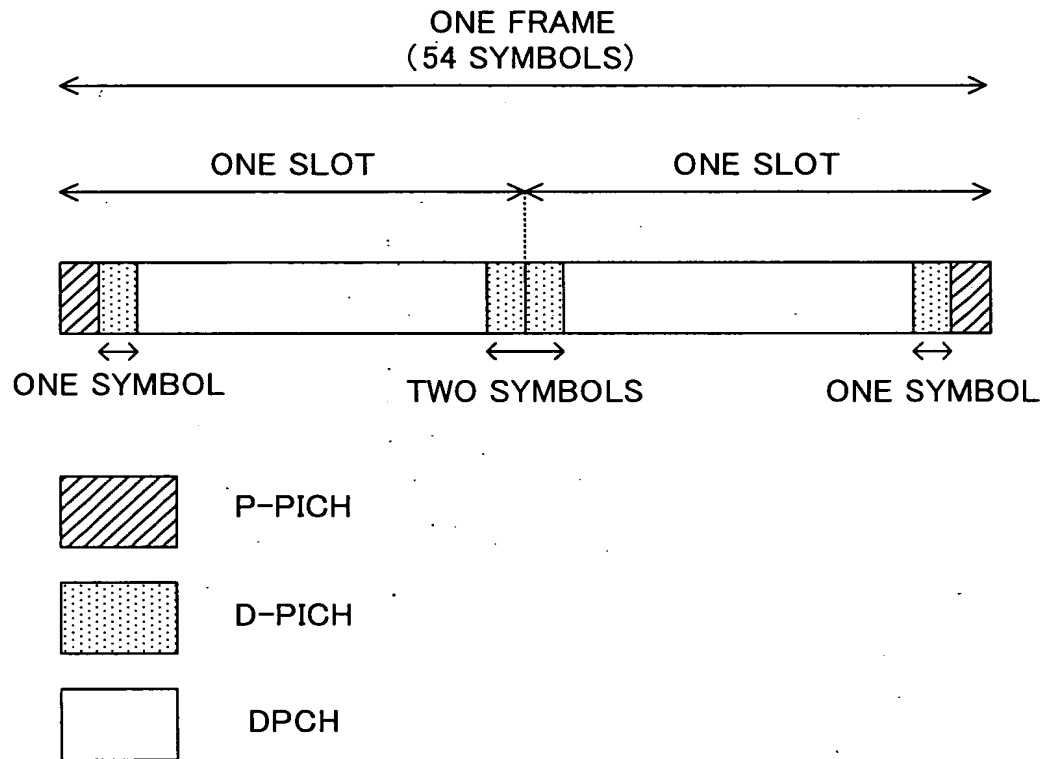 ONE FRAME
(54 SYMBOLS)
ONE SLOT
ONE SLOT
ONE SYMBOL
TWO SYMBOLS
ONE SYMBOL
P-PICH
D-PICH
DPCH